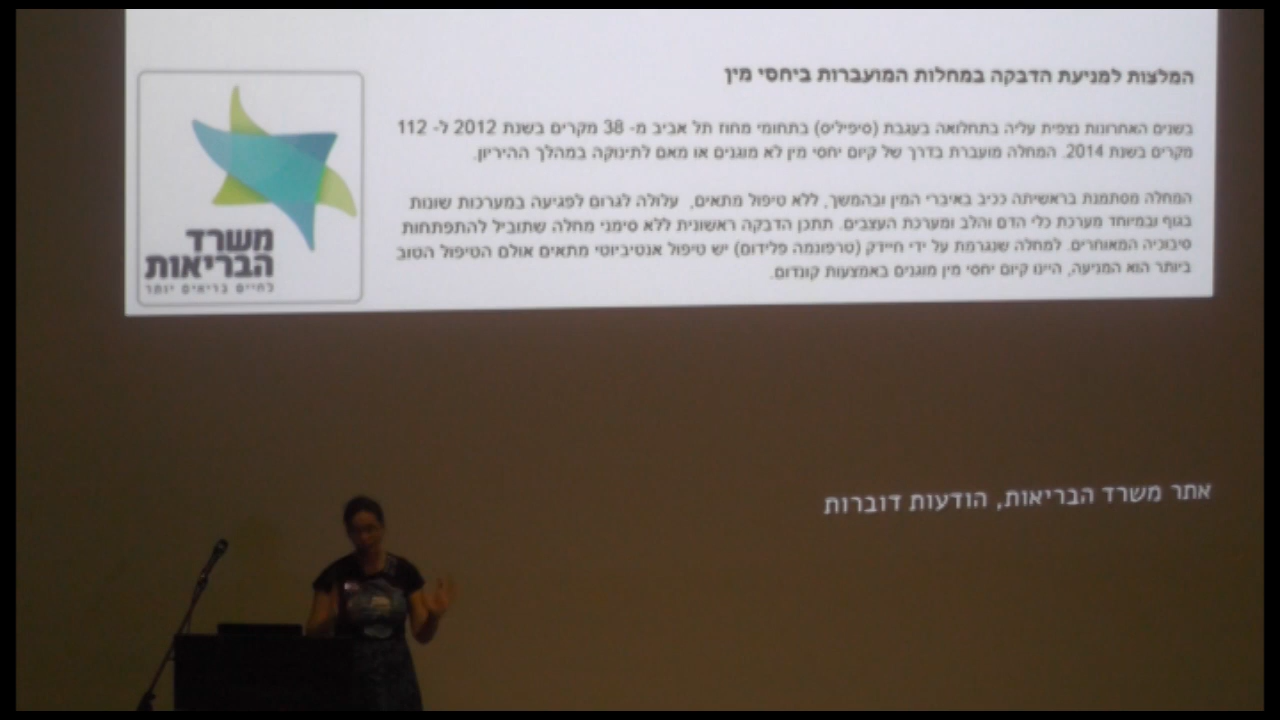 המלצות למניעת הדבקה במחלות המועברות ביחסי מין
בשנים האחרונות נצפית עליה בתחלואה בעגבת (סיפיליס) בתחומי מחוז תל אביב מ- 38 מקרים בשנת 2012 ל- 112
מקרים בשנת 2014. המחלה מועברת בדרך של קיום יחסי מין לא מוגנים או מאם לתינוקה במהלך ההיריון.
המחלה מסתמנת בראשיתה ככיב באיברי המין ובהמשך, ללא טיפול מתאים, עלולה לגרום לפגיעה במערכות שונות
בגוף ובמיוחד מערכת כלי הדם והלב ומערכת העצבים. תתכן הדבקה ראשונית ללא סימני מחלה שתוביל להתפתחות
סיבוכיה המאוחרים. למחלה שנגרמת על ידי חיידק (טרפונמה פלידום) יש טיפול אנטיביוטי מתאים אולם הטיפול הטוב
ביותר הוא המניעה, היינו קיום יחסי מין מוגנים באמצעות קונדום.
משרד
הבריאות
לחיים בריאים יותר
אתר משרד הבריאות, הודעות דוברות